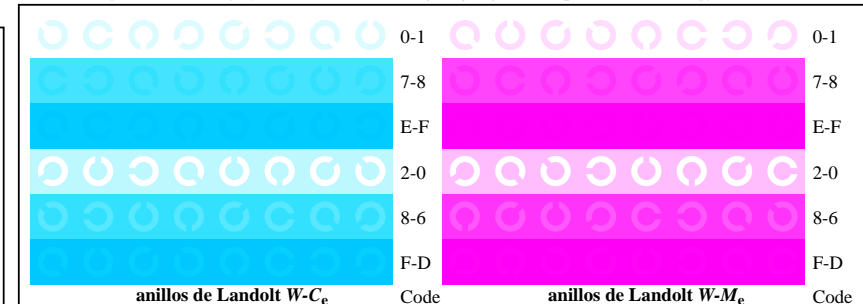 0-1
7-8
E-F
2-0
8-6
F-D
anillos de Landolt W-Ce
Code
0-1
7-8
E-F
2-0
8-6
F-D
anillos de Landolt W-Me
Code